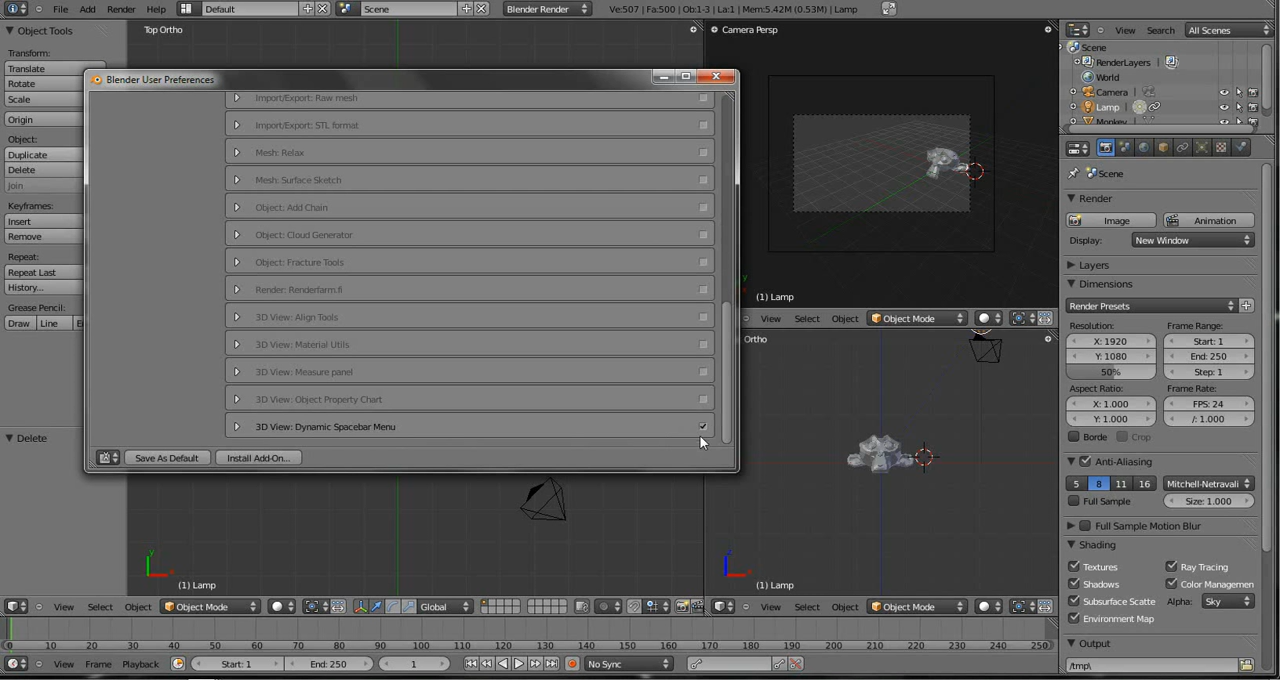 File Add Render Help Default Scene Blender Render Ve:507 | Fa:500 | Ob:1-3 | La:1 | Mem:5.42M (0.53M) | Lamp
Object Tools
Transform:
Translate
Rotate
Scale
Origin
Object:
Duplicate
Delete
Join
Keyframes:
Insert
Remove
Repeat:
Repeat Last
History...
Grease Pencil:
Draw Line
Delete
Top Ortho
Blender User Preferences
Import/Export: Raw mesh
Import/Export: STL format
Mesh: Relax
Mesh: Surface Sketch
Object: Add Chain
Object: Cloud Generator
Object: Fracture Tools
Render: Renderfarm.fi
3D View: Align Tools
3D View: Material Utils
3D View: Measure panel
3D View: Object Property Chart
3D View: Dynamic Spacebar Menu
Save As Default Install Add-On...
(1) Lamp
View Select Object Object Mode Global
Camera Persp
(1) Lamp
View Select Object Object Mode
Ortho
(1) Lamp
View Select Object Object Mode
0 10 20 30 40 50 60 70 80 90 100 110 120 130 140 150 160 170 180 190 200 210 220 230 240 250
View Frame Playback Start: 1 End: 250 1 No Sync
View Search All Scenes
Scene
RenderLayers
World
Camera
Lamp
Monkey
Scene
Render
Image Animation
Display: New Window
Layers
Dimensions
Render Presets
Resolution: Frame Range:
X: 1920 Start: 1
Y: 1080 End: 250
50% Step: 1
Aspect Ratio: Frame Rate:
X: 1.000 FPS: 24
Y: 1.000 /: 1.000
Borde Crop
Anti-Aliasing
5 8 11 16 Mitchell-Netravali
Full Sample Size: 1.000
Full Sample Motion Blur
Shading
Textures Ray Tracing
Shadows Color Managemen
Subsurface Scatte Alpha: Sky
Environment Map
Output
/tmp\